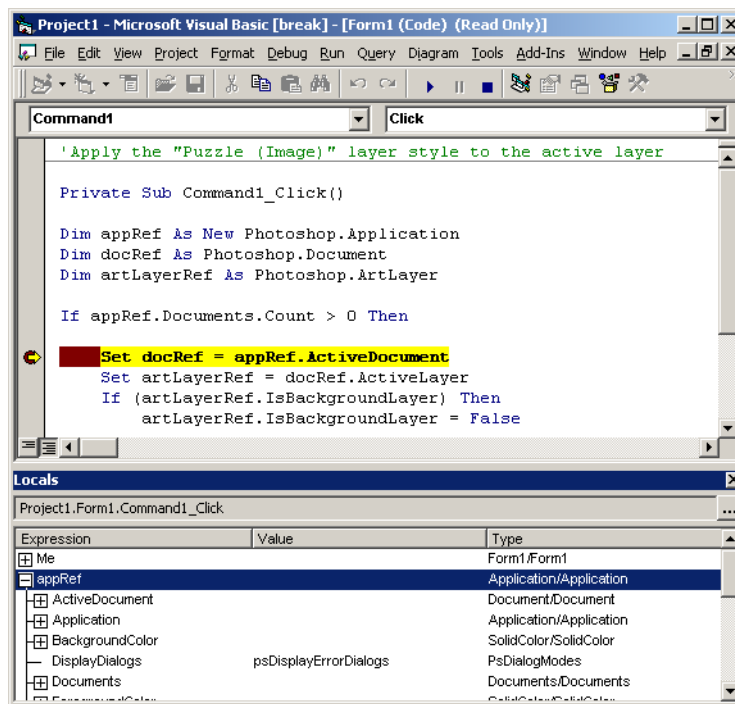 Project1 - Microsoft Visual Basic [break] - [Form1 (Code) (Read Only)]
File Edit View Project Format Debug Run Query Diagram Tools Add-Ins Window Help
Command1 Click
'Apply the "Puzzle (Image)" layer style to the active layer
Private Sub Command1_Click()
Dim appRef As New Photoshop.Application
Dim docRef As Photoshop.Document
Dim artLayerRef As Photoshop.ArtLayer
If appRef.Documents.Count > 0 Then
Set docRef = appRef.ActiveDocument
Set artLayerRef = docRef.ActiveLayer
If (artLayerRef.IsBackgroundLayer) Then
artLayerRef.IsBackgroundLayer = False
Locals
Project1.Form1.Command1_Click ...
Expression Value Type
Me Form1/Form1
appRef Application/Application
ActiveDocument Document/Document
Application Application/Application
BackgroundColor SolidColor/SolidColor
DisplayDialogs psDisplayErrorDialogs PsDialogModes
Documents Documents/Documents